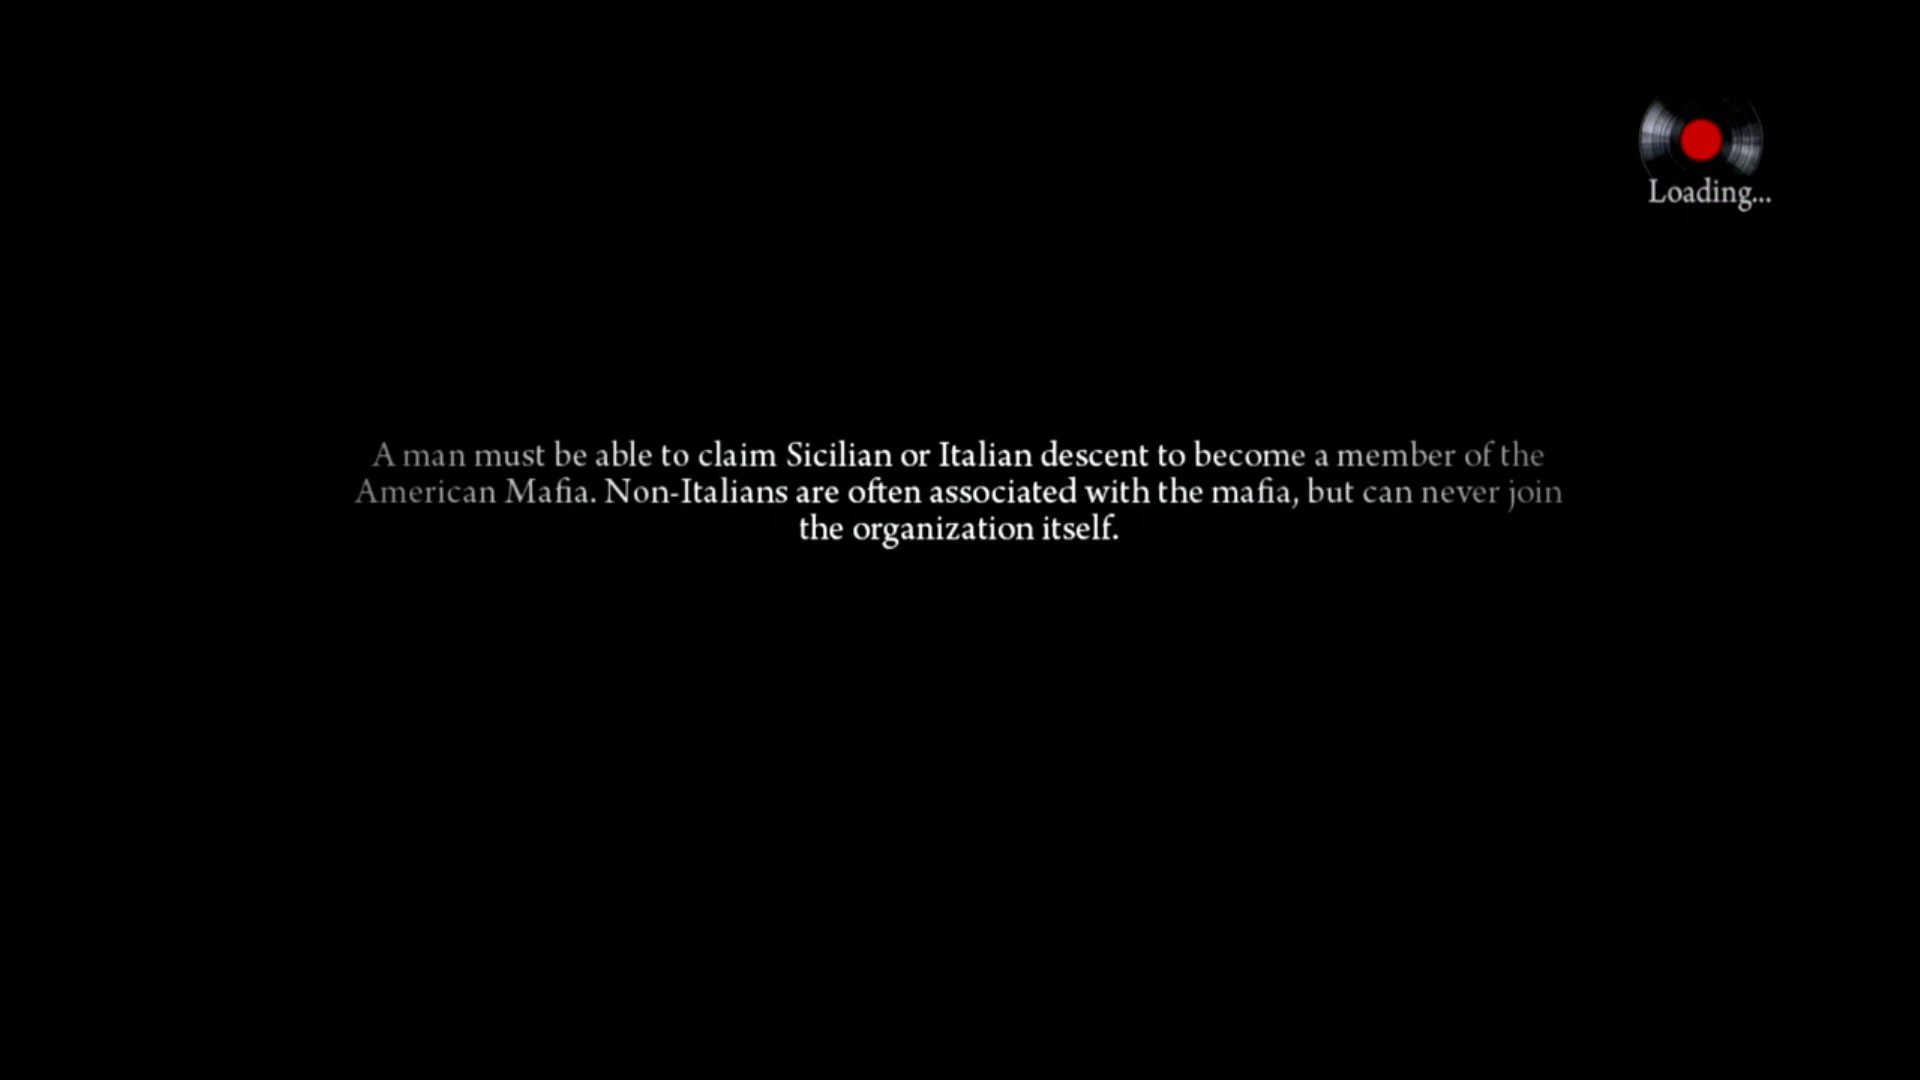 Loading...
A man must be able to claim Sicilian or Italian descent to become a member of the
American Mafia. Non-Italians are often associated with the mafia, but can never join
the organization itself.